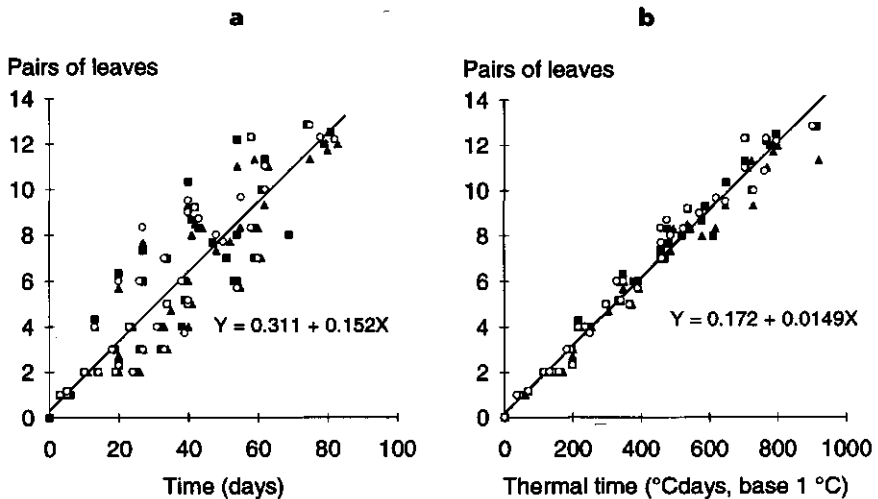 a
Pairs of leaves
14
12
10
8
6
4
2
0
Y = 0.311 + 0.152X
0 20 40 60 80 100
Time (days)
b
Pairs of leaves
14
12
10
8
6
4
2
0
Y = 0.172 + 0.0149X
0 200 400 600 800 1000
Thermal time (°Cdays, base 1 °C)